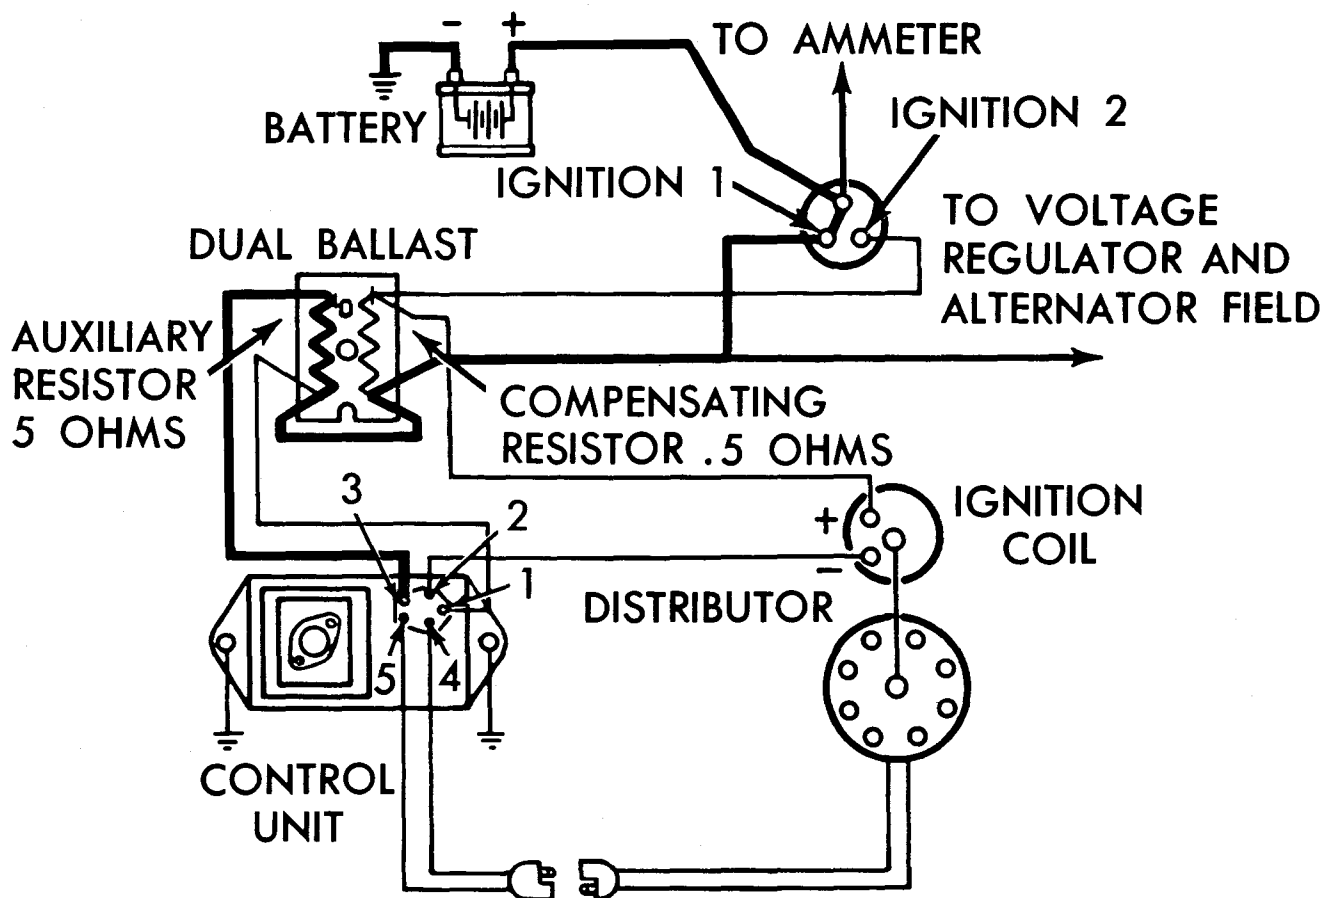 - +
TO AMMETER
BATTERY
IGNITION 2
IGNITION 1
TO VOLTAGE
REGULATOR AND
ALTERNATOR FIELD
DUAL BALLAST
AUXILIARY
RESISTOR
5 OHMS
COMPENSATING
RESISTOR .5 OHMS
3
2
1
5
4
+
-
IGNITION
COIL
DISTRIBUTOR
CONTROL
UNIT